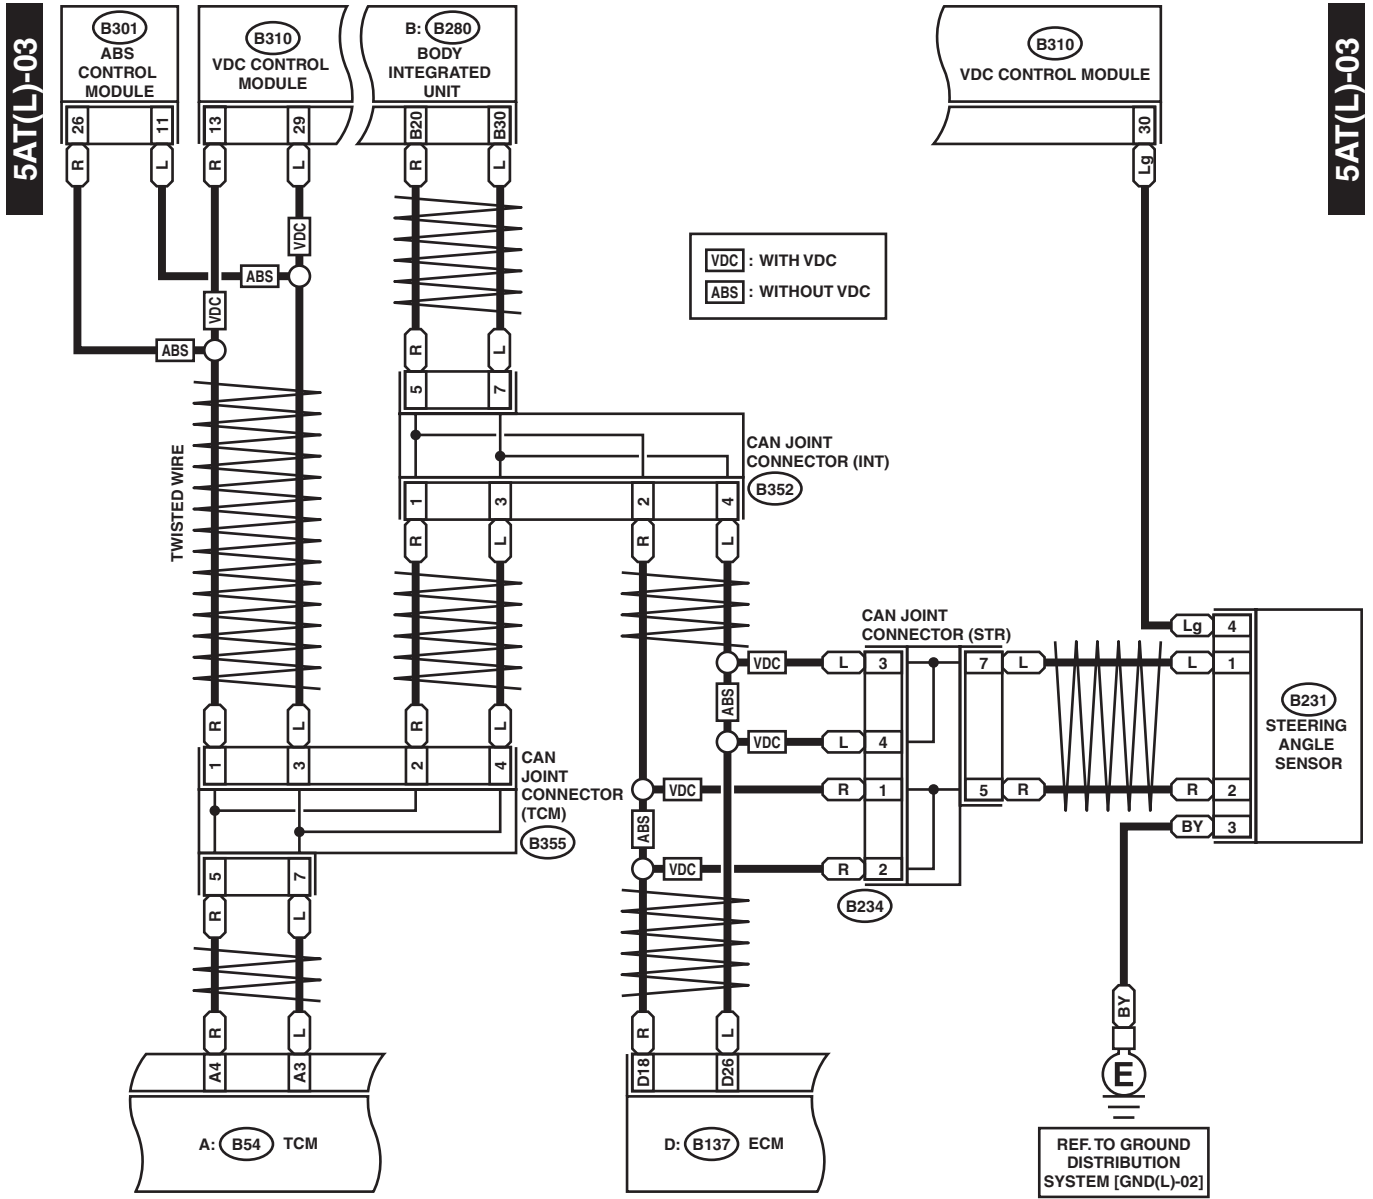 5AT(L)-03
5AT(L)-03
B301
ABS
CONTROL
MODULE
B310
VDC CONTROL
MODULE
B: B280
BODY
INTEGRATED
UNIT
B310
VDC CONTROL MODULE
26
11
13
29
B20
B30
30
R
L
R
L
R
L
Lg
VDC
ABS
VDC
ABS
VDC : WITH VDC
ABS : WITHOUT VDC
R
L
5
7
TWISTED WIRE
CAN JOINT
CONNECTOR (INT)
B352
1
3
2
4
R
L
R
L
CAN JOINT
CONNECTOR (STR)
Lg 4
VDC L 3
7 L
L 1
ABS
VDC L 4
B231
STEERING
ANGLE
SENSOR
R
L
R
L
1
3
2
4
CAN
JOINT
CONNECTOR
(TCM)
B355
VDC R 1
5 R
R 2
ABS
BY 3
VDC R 2
B234
5
7
R
L
BY
R
L
R
L
A4
A3
D18
D26
E
A: B54 TCM
D: B137 ECM
REF. TO GROUND
DISTRIBUTION
SYSTEM [GND(L)-02]